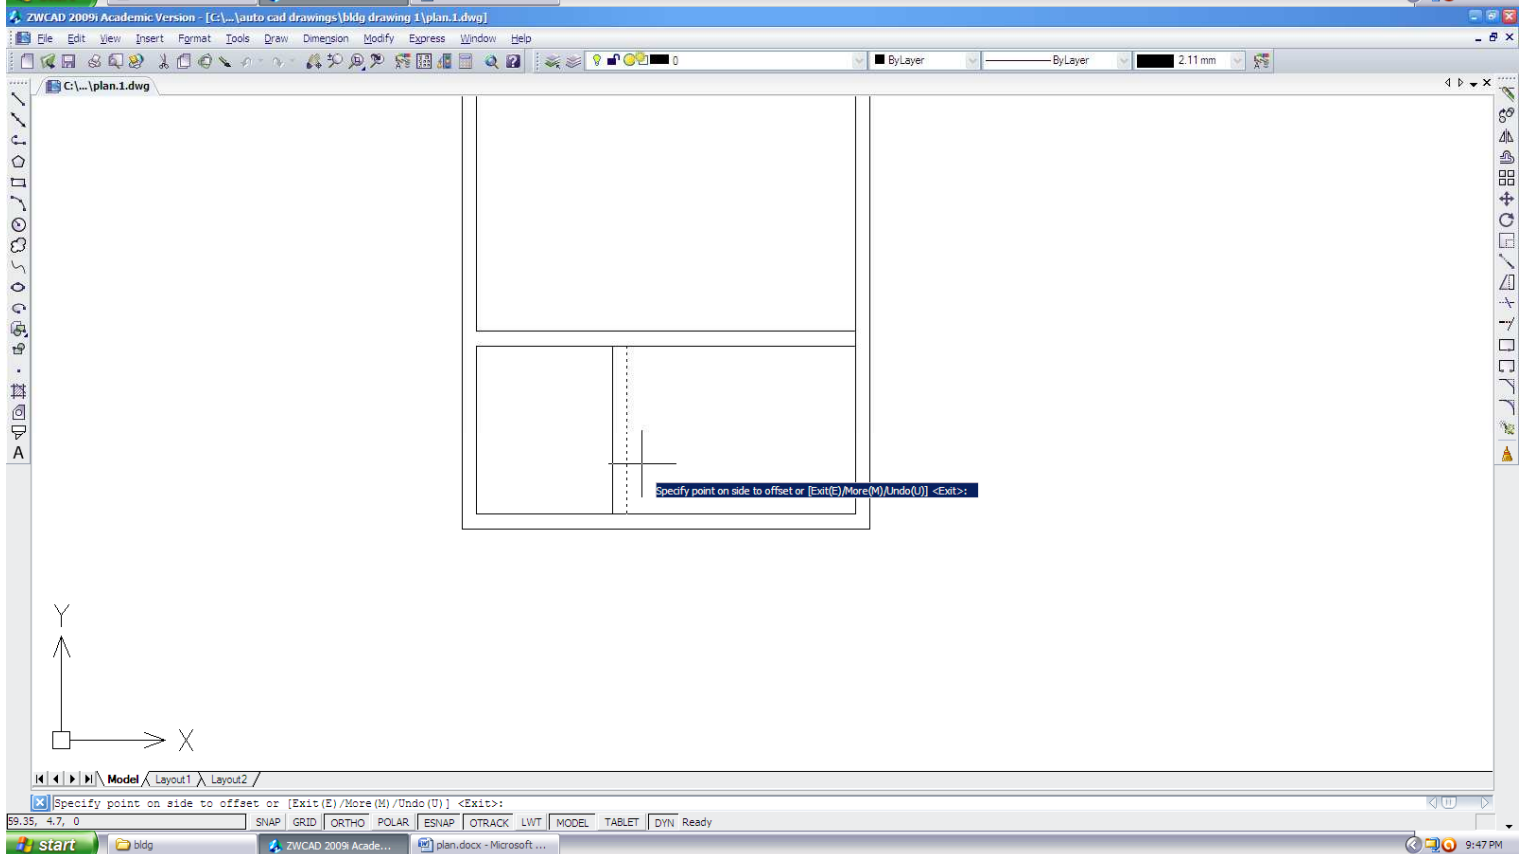 ZWCAD 2009i Academic Version - [C:\...\auto cad drawings\bldg drawing 1\plan.1.dwg]
File Edit View Insert Format Tools Draw Dimension Modify Express Window Help
0 ByLayer ByLayer 2.11 mm
C:\...\plan.1.dwg
A
Specify point on side to offset or [Exit(E)/More(M)/Undo(U)] <Exit>:
Y
X
Model Layout1 Layout2
Specify point on side to offset or [Exit(E)/More(M)/Undo(U)] <Exit>:
59.35, 4.7, 0 SNAP GRID ORTHO POLAR ESNAP OTRACK LWT MODEL TABLET DYN Ready
start bldg ZWCAD 2009i Acade... plan.docx - Microsoft ... 9:47 PM